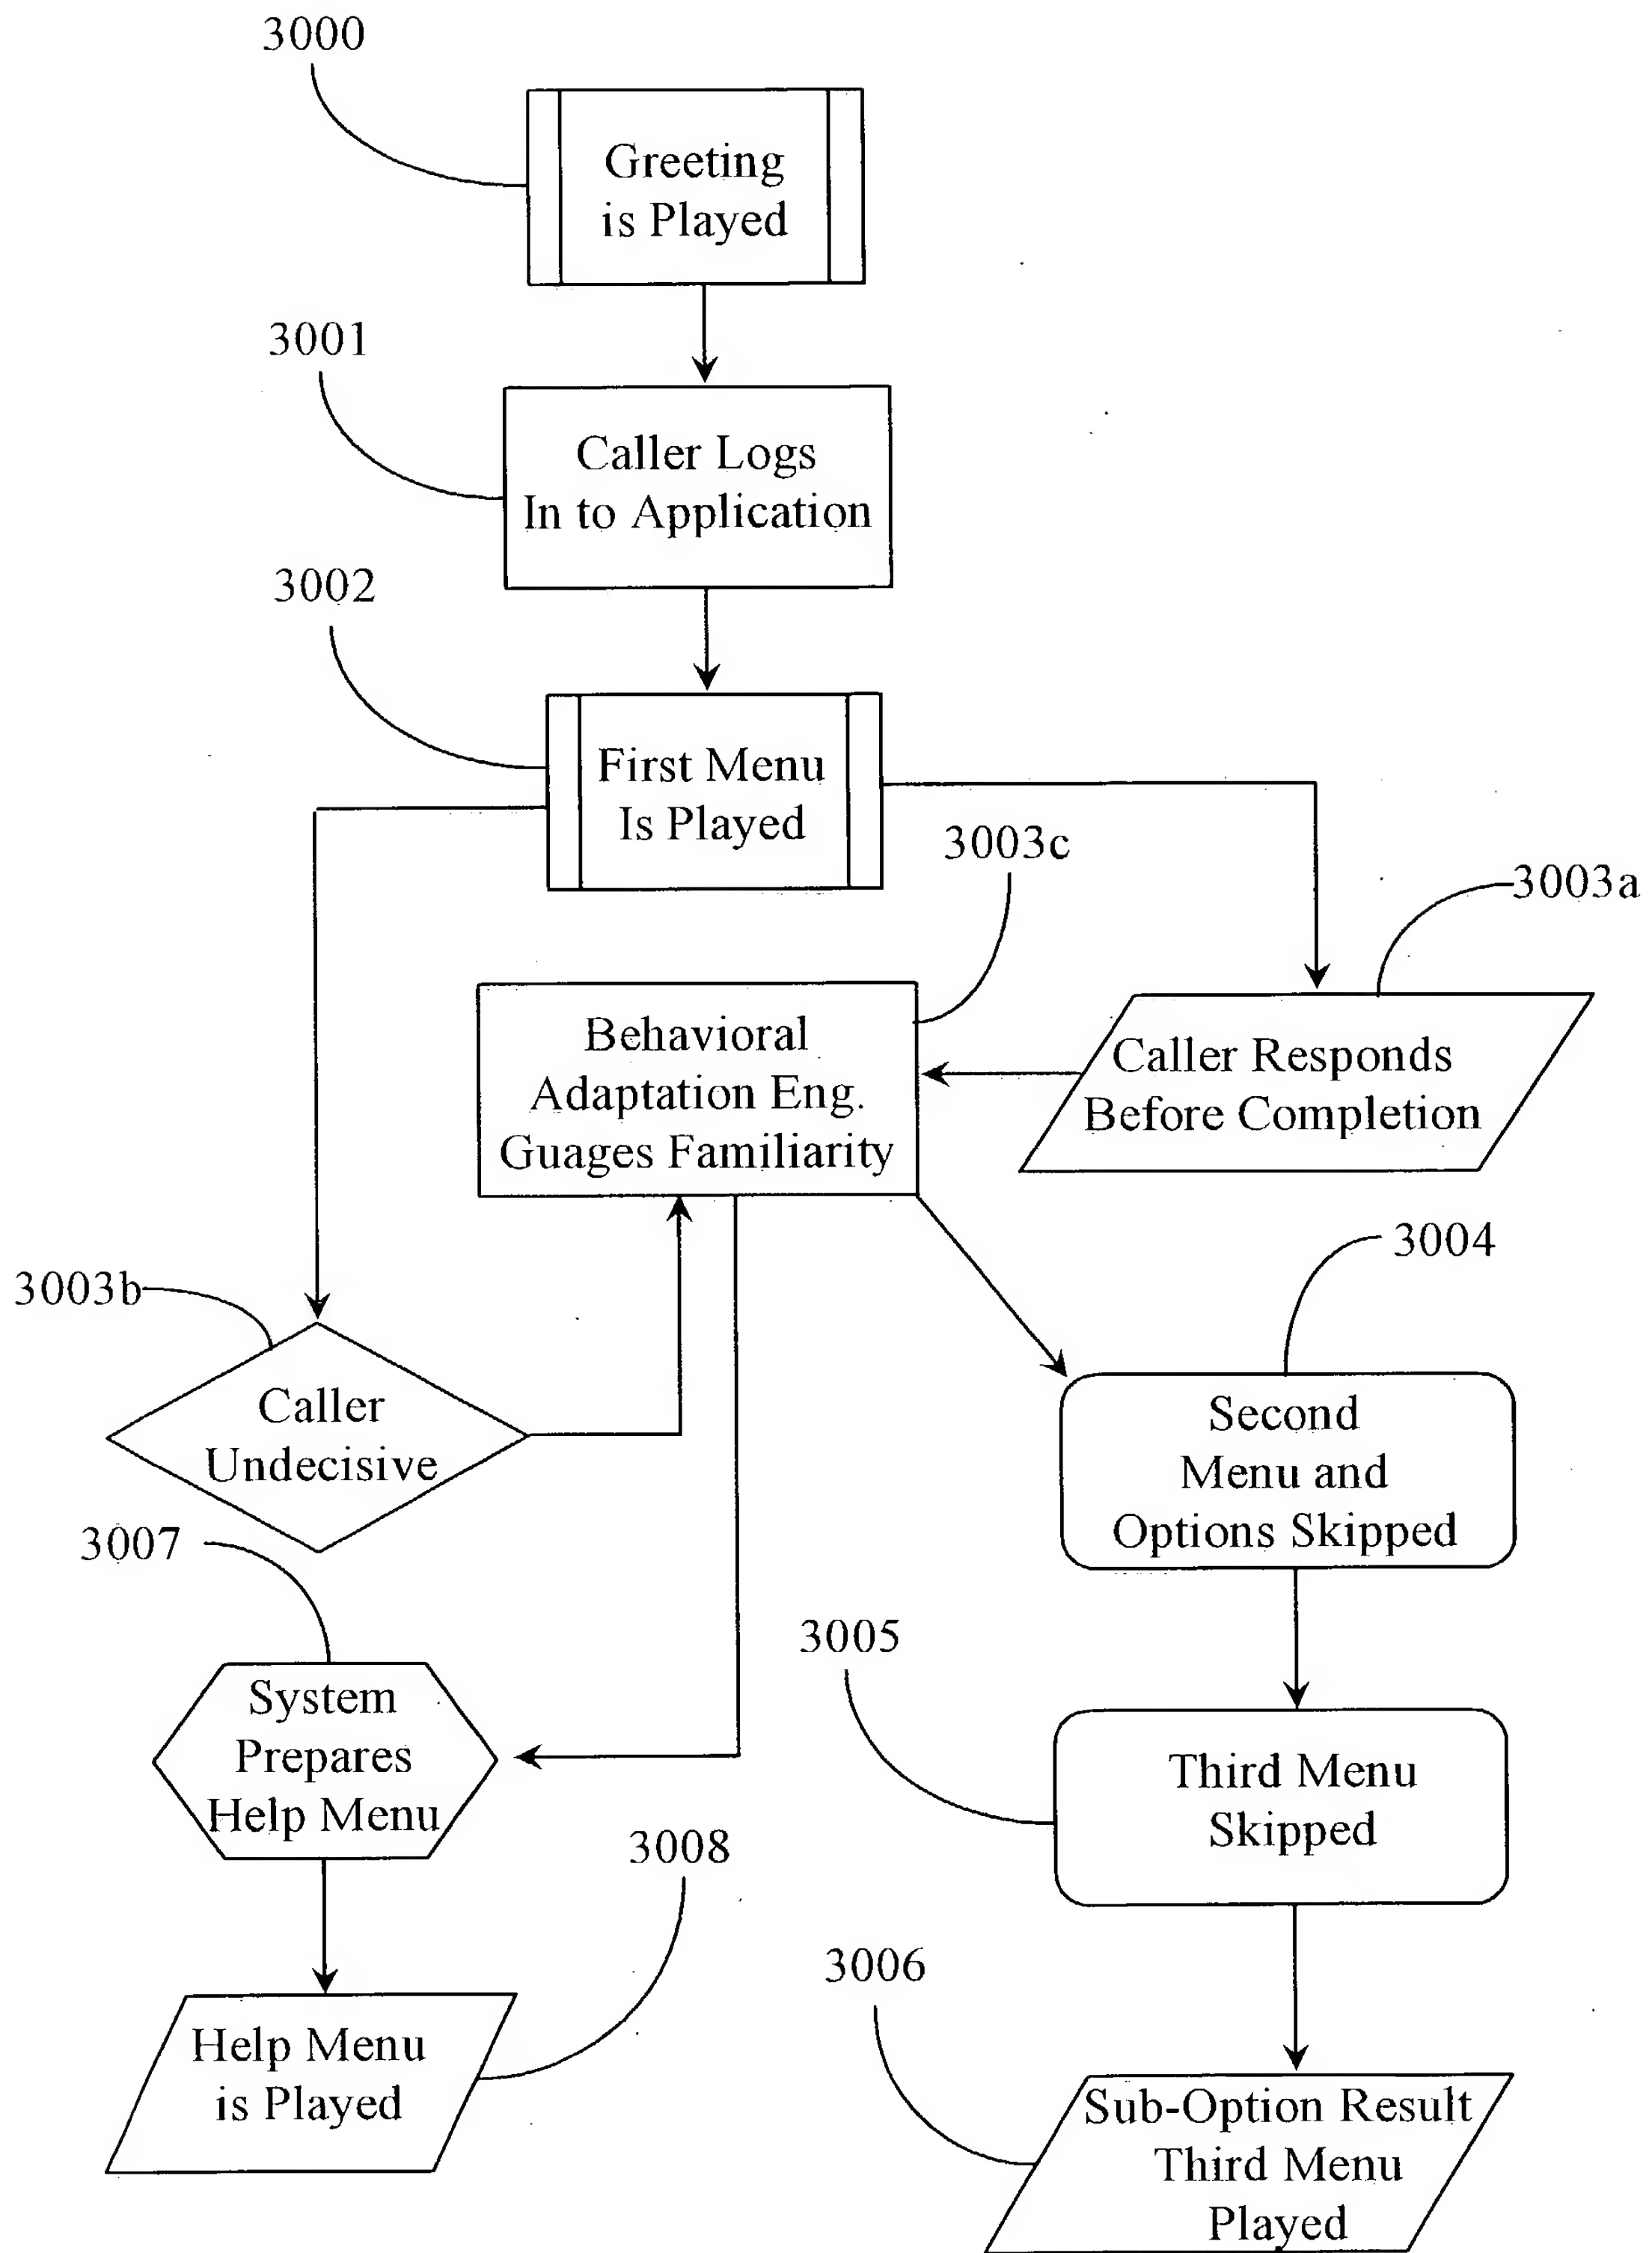 3000
Greeting
is Played
3001
Caller Logs
In to Application
3002
First Menu
Is Played
3003c
3003a
Behavioral
Adaptation Eng.
Guages Familiarity
Caller Responds
Before Completion
3004
3003b
Caller
Undecisive
Second
Menu and
Options Skipped
3007
3005
System
Prepares
Help Menu
Third Menu
Skipped
3008
3006
Help Menu
is Played
Sub-Option Result
Third Menu
Played